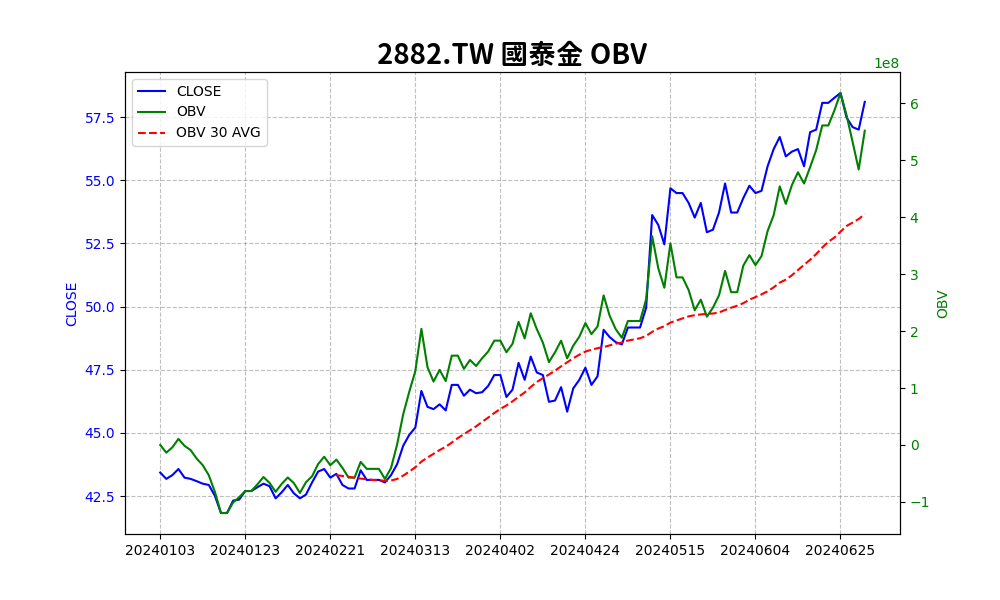 2882.TW 國泰金 OBV
1e8
CLOSE
OBV
OBV 30 AVG
57.5
55.0
52.5
50.0
47.5
45.0
42.5
CLOSE
6
5
4
3
2
1
0
−1
OBV
20240103 20240123 20240221 20240313 20240402 20240424 20240515 20240604 20240625